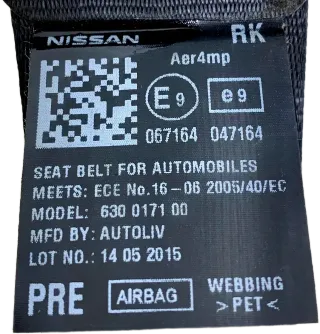 NISSAN RK
Aer4mp
E9 e9
067164 047164
SEAT BELT FOR AUTOMOBILES
MEETS: ECE No.16-06 2005/40/EC
MODEL: 630 0171 00
MFD BY: AUTOLIV
LOT NO.: 14 05 2015
PRE AIRBAG WEBBING
>PET<